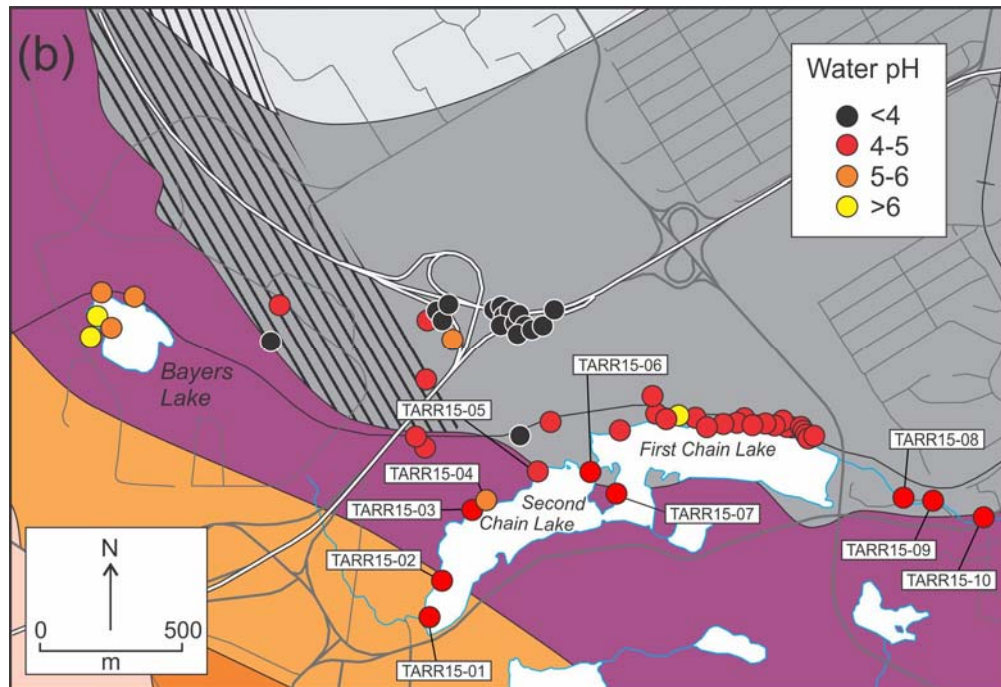 (b)
Water pH
<4
4-5
5-6
>6
Bayers
Lake
TARR15-06
TARR15-05
First Chain Lake
TARR15-08
TARR15-04
Second
Chain Lake
TARR15-03
TARR15-07
TARR15-09
TARR15-02
TARR15-10
N
0 500
m
TARR15-01